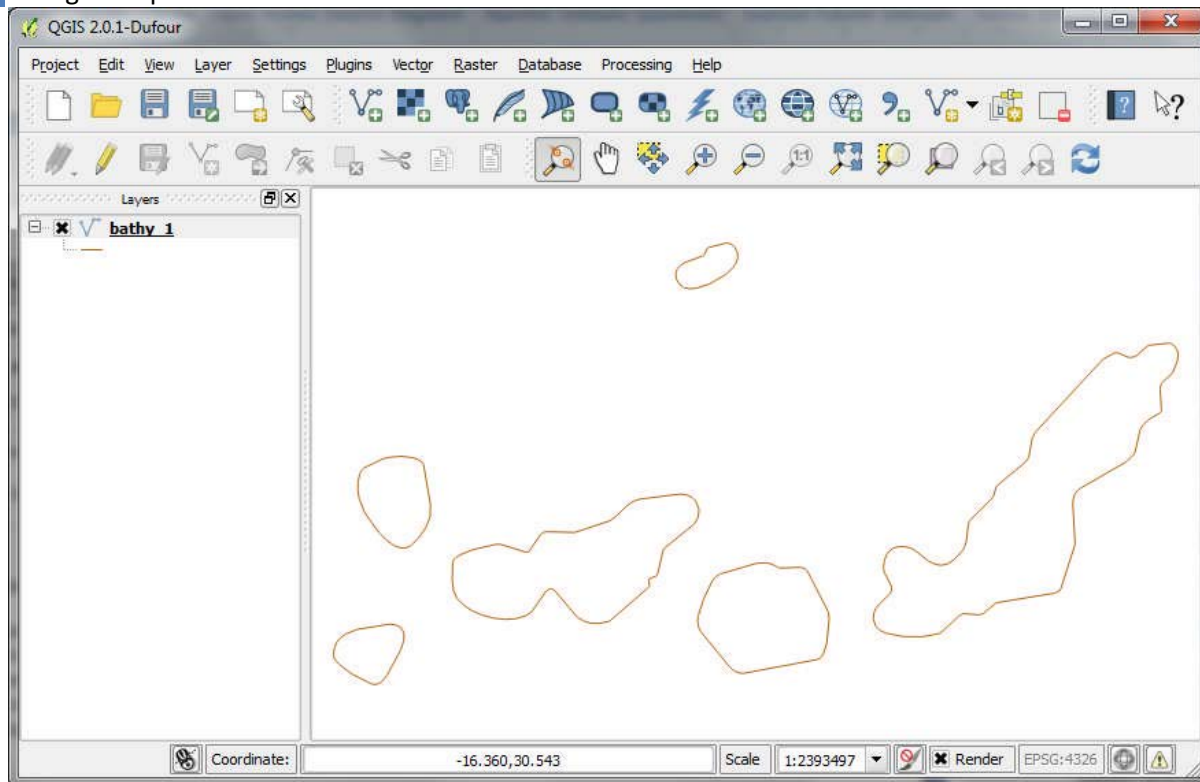 QGIS 2.0.1-Dufour
Project Edit View Layer Settings Plugins Vector Raster Database Processing Help
Layers
bathy_1
Coordinate: -16.360,30.543 Scale 1:2393497 Render EPSG:4326